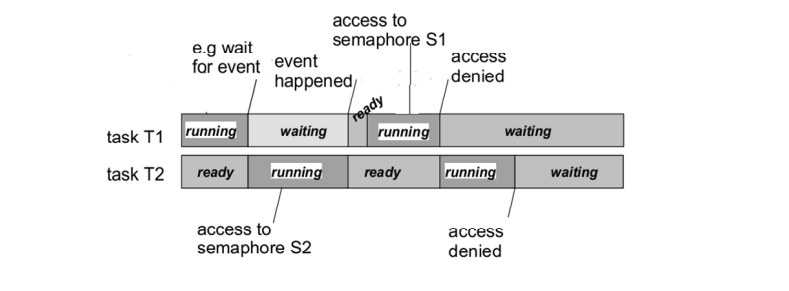 access to
semaphore S1
e.g wait
for event
event
happened
access
denied
ready
task T1
running
waiting
running
waiting
task T2
ready
running
ready
running
waiting
access to
semaphore S2
access
denied